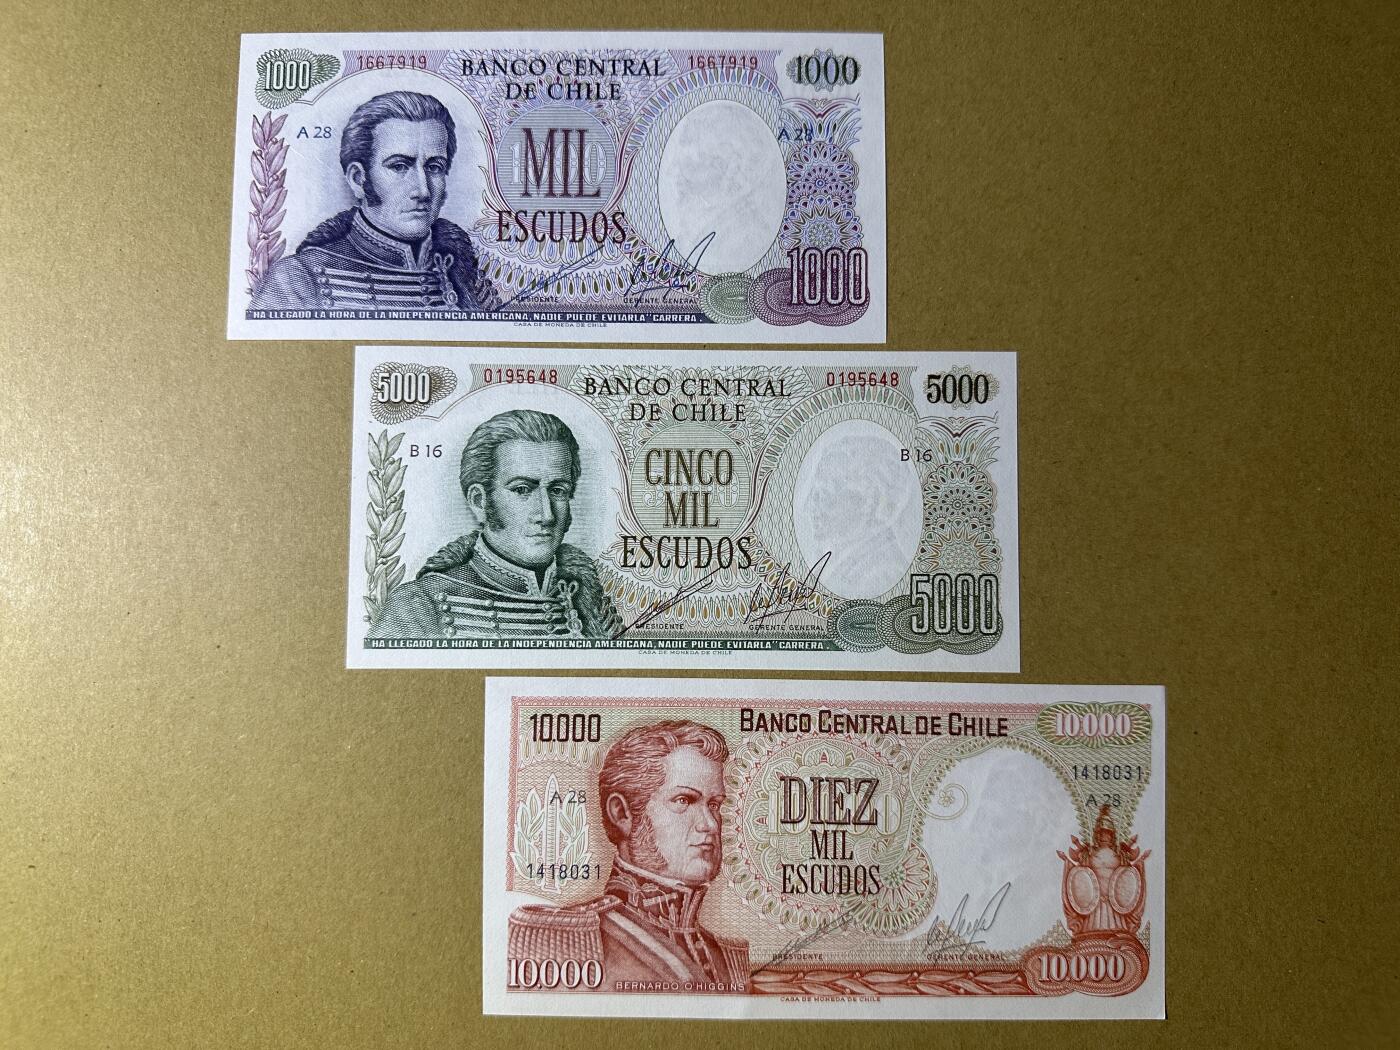 1000 1667919 BANCO CENTRAL 1667919 1000
DE CHILE
A 28 A 28
MIL
ESCUDOS
1000
PRESIDENTE GERENTE GENERAL
"HA LLEGADO LA HORA DE LA INDEPENDENCIA AMERICANA, NADIE PUEDE EVITARLA" CARRERA.
CASA DE MONEDA DE CHILE
5000 0195648 BANCO CENTRAL 0195648 5000
DE CHILE
B 16 B 16
CINCO
MIL
ESCUDOS
5000
PRESIDENTE GERENTE GENERAL
"HA LLEGADO LA HORA DE LA INDEPENDENCIA AMERICANA, NADIE PUEDE EVITARLA" CARRERA.
CASA DE MONEDA DE CHILE
10.000 BANCO CENTRAL DE CHILE 10.000
1418031
A 28 A 28
DIEZ
MIL
ESCUDOS
1418031
PRESIDENTE GERENTE GENERAL
10.000 BERNARDO O'HIGGINS 10.000
CASA DE MONEDA DE CHILE